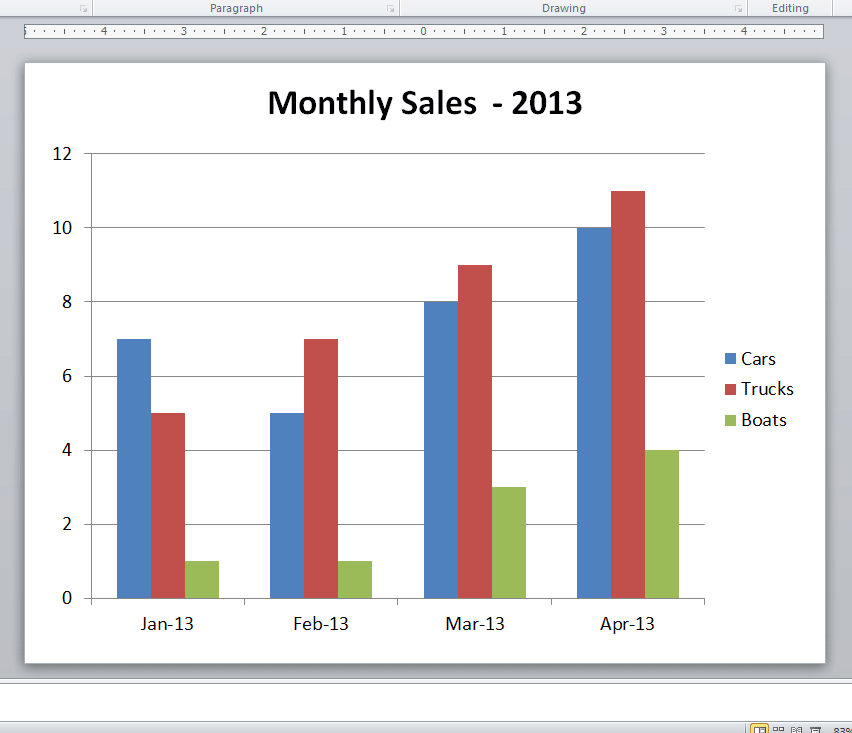 Paragraph Drawing Editing
4 3 2 1 0 1 2 3 4
Monthly Sales - 2013
12
10
8
6
4
2
0
Cars
Trucks
Boats
Jan-13 Feb-13 Mar-13 Apr-13
83%